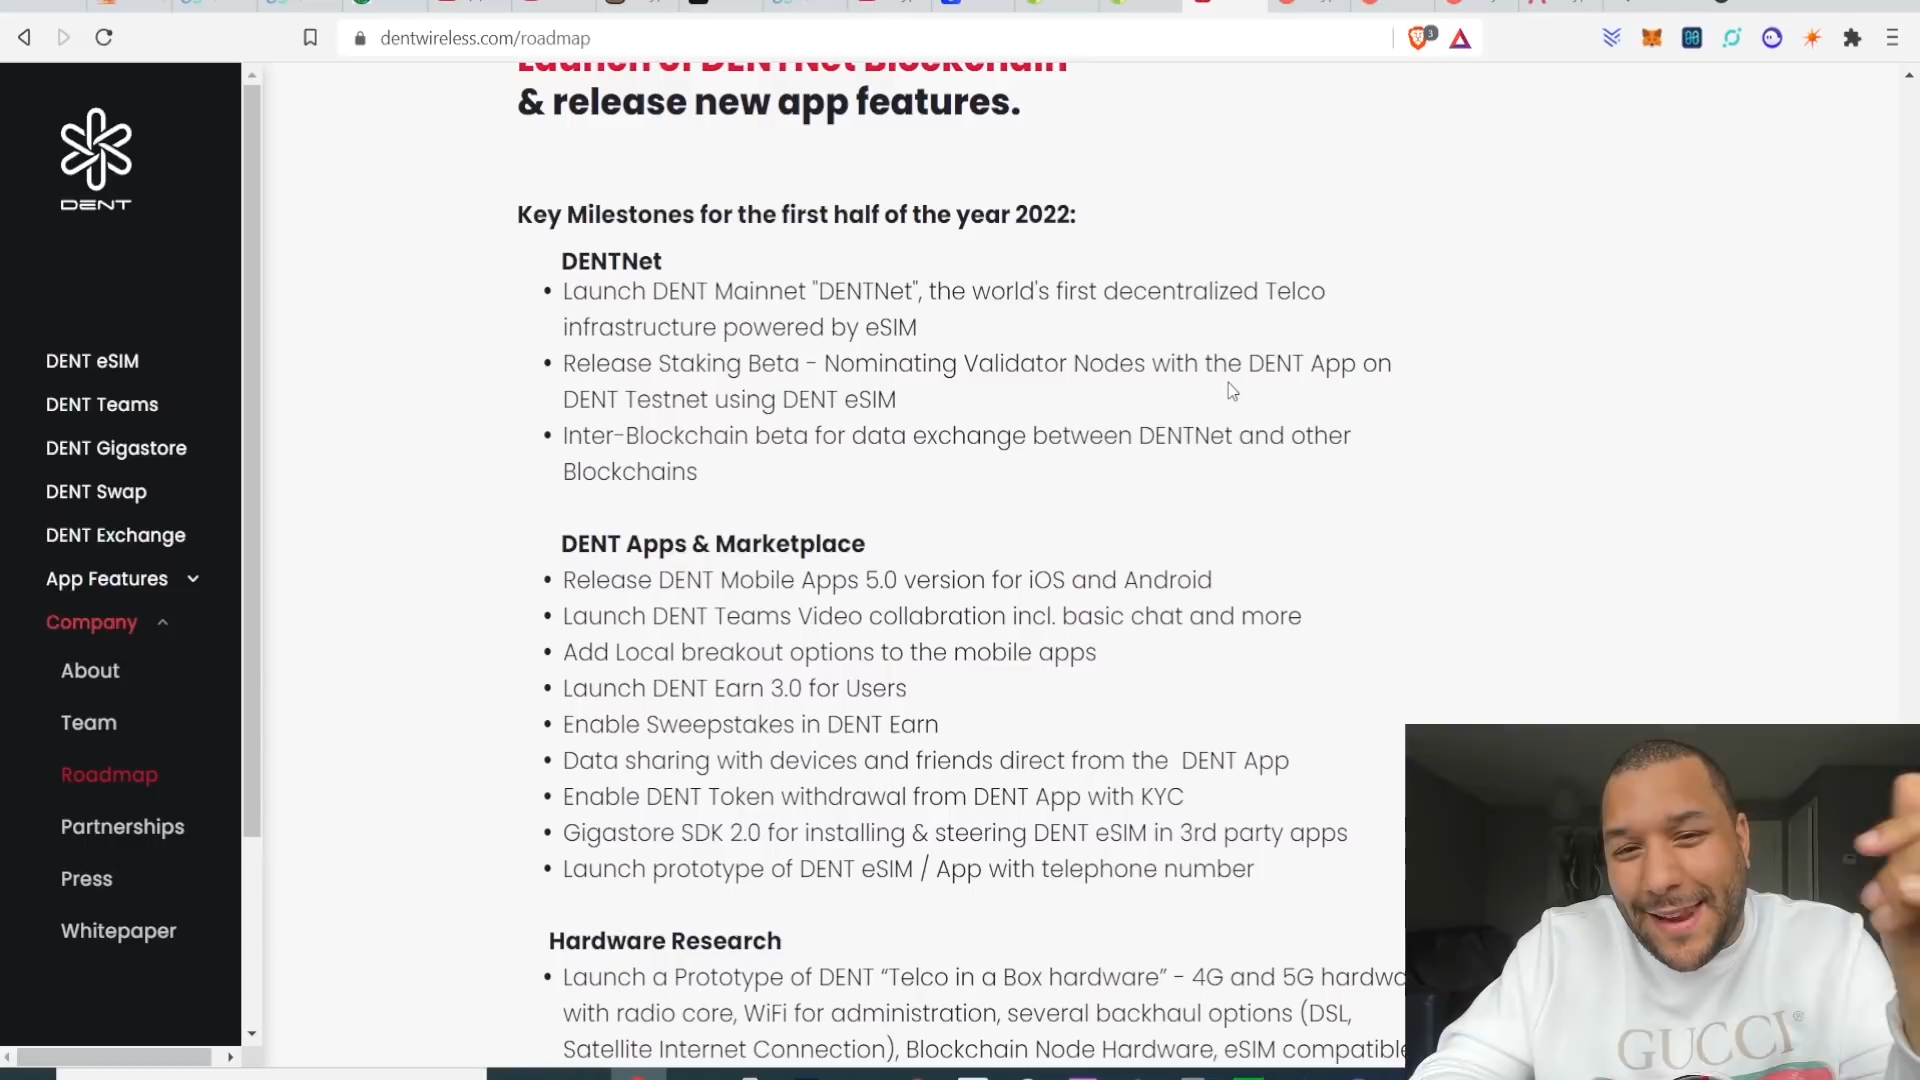 dentwireless.com/roadmap
3
Launch of DENTNet Blockchain
& release new app features.
DENT
Key Milestones for the first half of the year 2022:
DENTNet
• Launch DENT Mainnet "DENTNet", the world's first decentralized Telco
infrastructure powered by eSIM
• Release Staking Beta - Nominating Validator Nodes with the DENT App on
DENT Testnet using DENT eSIM
• Inter-Blockchain beta for data exchange between DENTNet and other
Blockchains
DENT Apps & Marketplace
• Release DENT Mobile Apps 5.0 version for iOS and Android
• Launch DENT Teams Video collabration incl. basic chat and more
• Add Local breakout options to the mobile apps
• Launch DENT Earn 3.0 for Users
• Enable Sweepstakes in DENT Earn
• Data sharing with devices and friends direct from the DENT App
• Enable DENT Token withdrawal from DENT App with KYC
• Gigastore SDK 2.0 for installing & steering DENT eSIM in 3rd party apps
• Launch prototype of DENT eSIM / App with telephone number
Hardware Research
• Launch a Prototype of DENT “Telco in a Box hardware” - 4G and 5G hardwa
with radio core, WiFi for administration, several backhaul options (DSL,
Satellite Internet Connection), Blockchain Node Hardware, eSIM compatible
DENT eSIM
DENT Teams
DENT Gigastore
DENT Swap
DENT Exchange
App Features
Company
About
Team
Roadmap
Partnerships
Press
Whitepaper
GUCCI